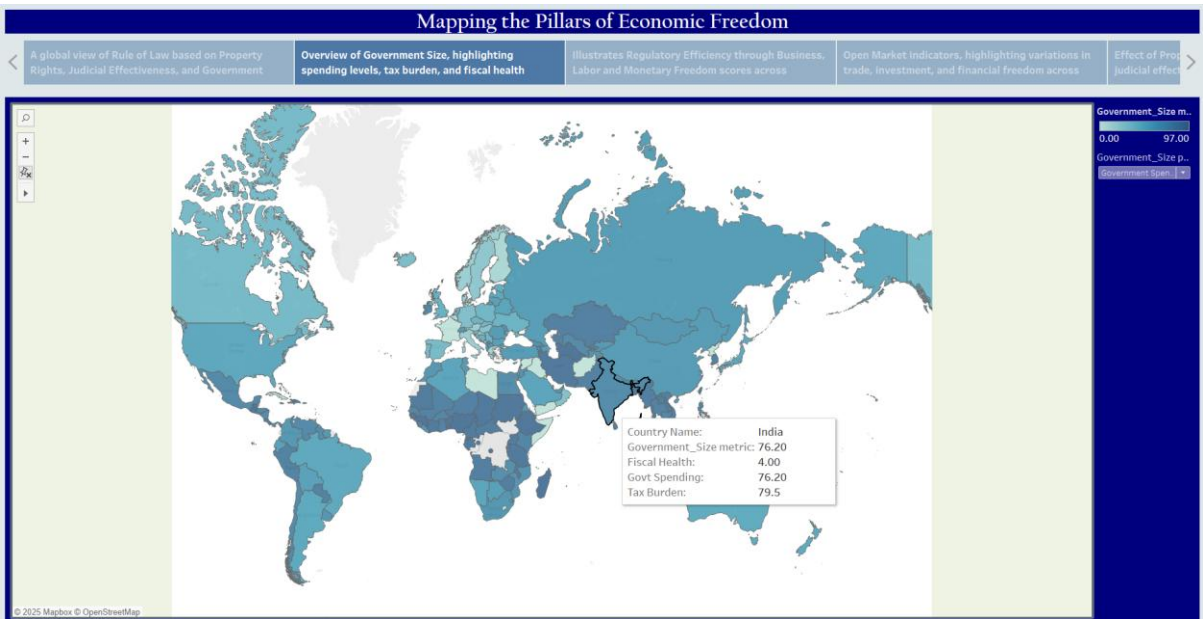 Mapping the Pillars of Economic Freedom
A global view of Rule of Law based on Property
Rights, Judicial Effectiveness, and Government
Overview of Government Size, highlighting
spending levels, tax burden, and fiscal health
Illustrates Regulatory Efficiency through Business,
Labor and Monetary Freedom scores across
Open Market indicators, highlighting variations in
trade, investment, and financial freedom across
Effect of Prop
judicial effect
Government_Size m..
0.00 97.00
Government_Size p..
Government Spen..
Country Name: India
Government_Size metric: 76.20
Fiscal Health: 4.00
Govt Spending: 76.20
Tax Burden: 79.5
© 2025 Mapbox © OpenStreetMap